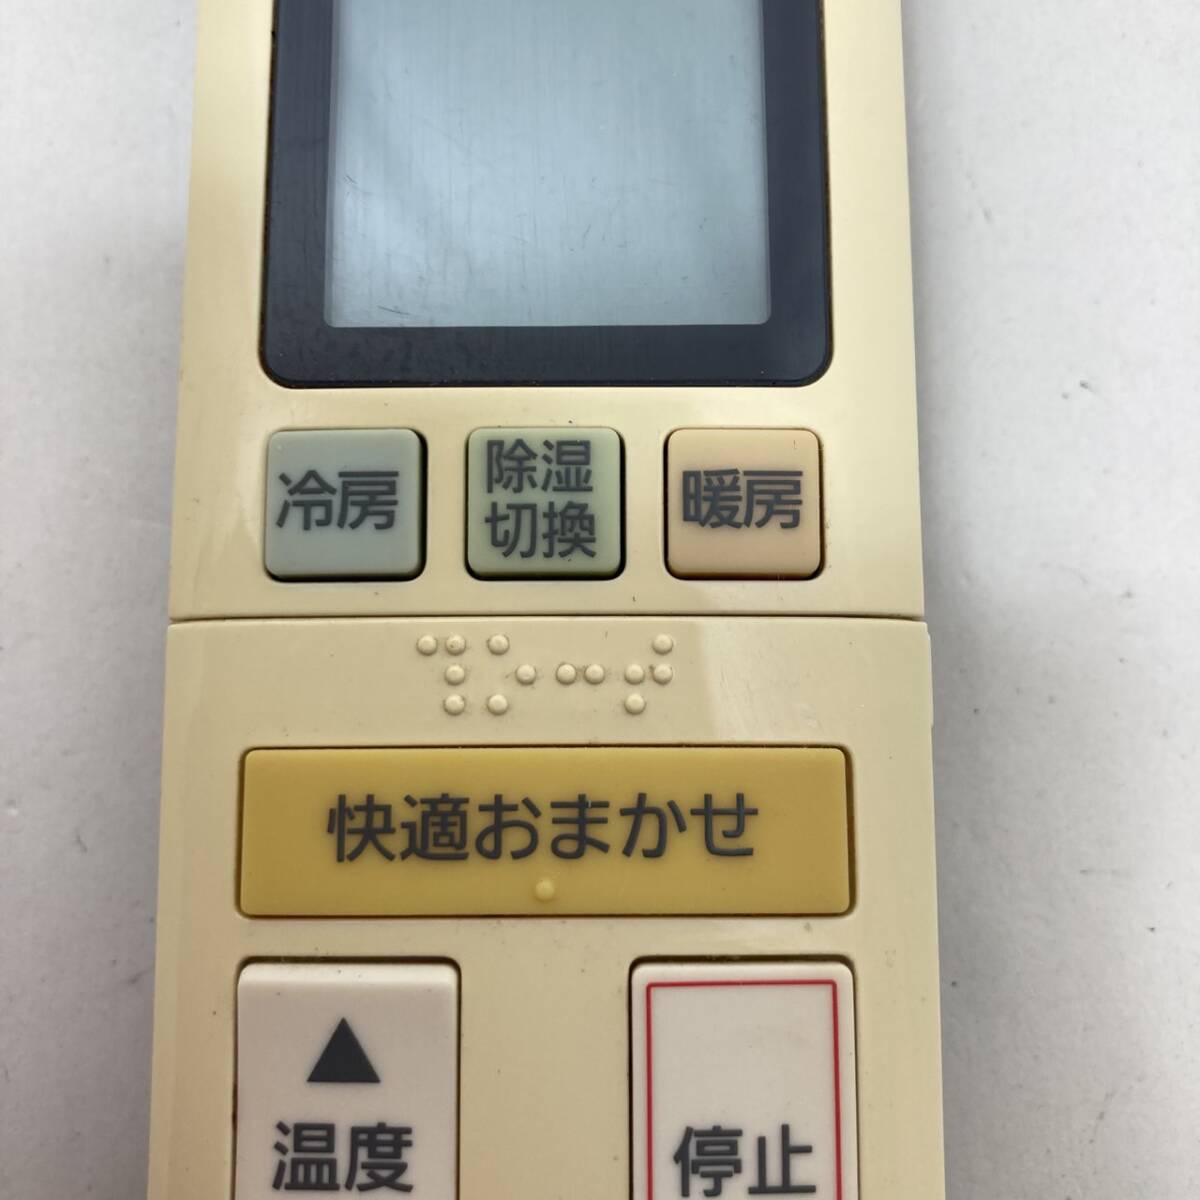 冷房 除湿切換 暖房
⠹⠕⠒⠞
快適おまかせ
▲
温度 停止